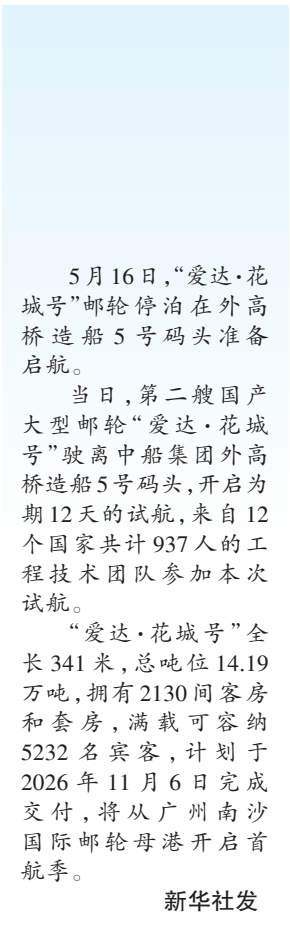 5月16日,“爱达·花
城号”邮轮停泊在外高
桥造船5号码头准备
启航。
当日,第二艘国产
大型邮轮“爱达·花城
号”驶离中船集团外高
桥造船5号码头,开启为
期12天的试航,来自12
个国家共计937人的工
程技术团队参加本次
试航。
“爱达·花城号”全
长341米,总吨位14.19
万吨,拥有2130间客房
和套房,满载可容纳
5232名宾客,计划于
2026年11月6日完成
交付,将从广州南沙
国际邮轮母港开启首
航季。
新华社发